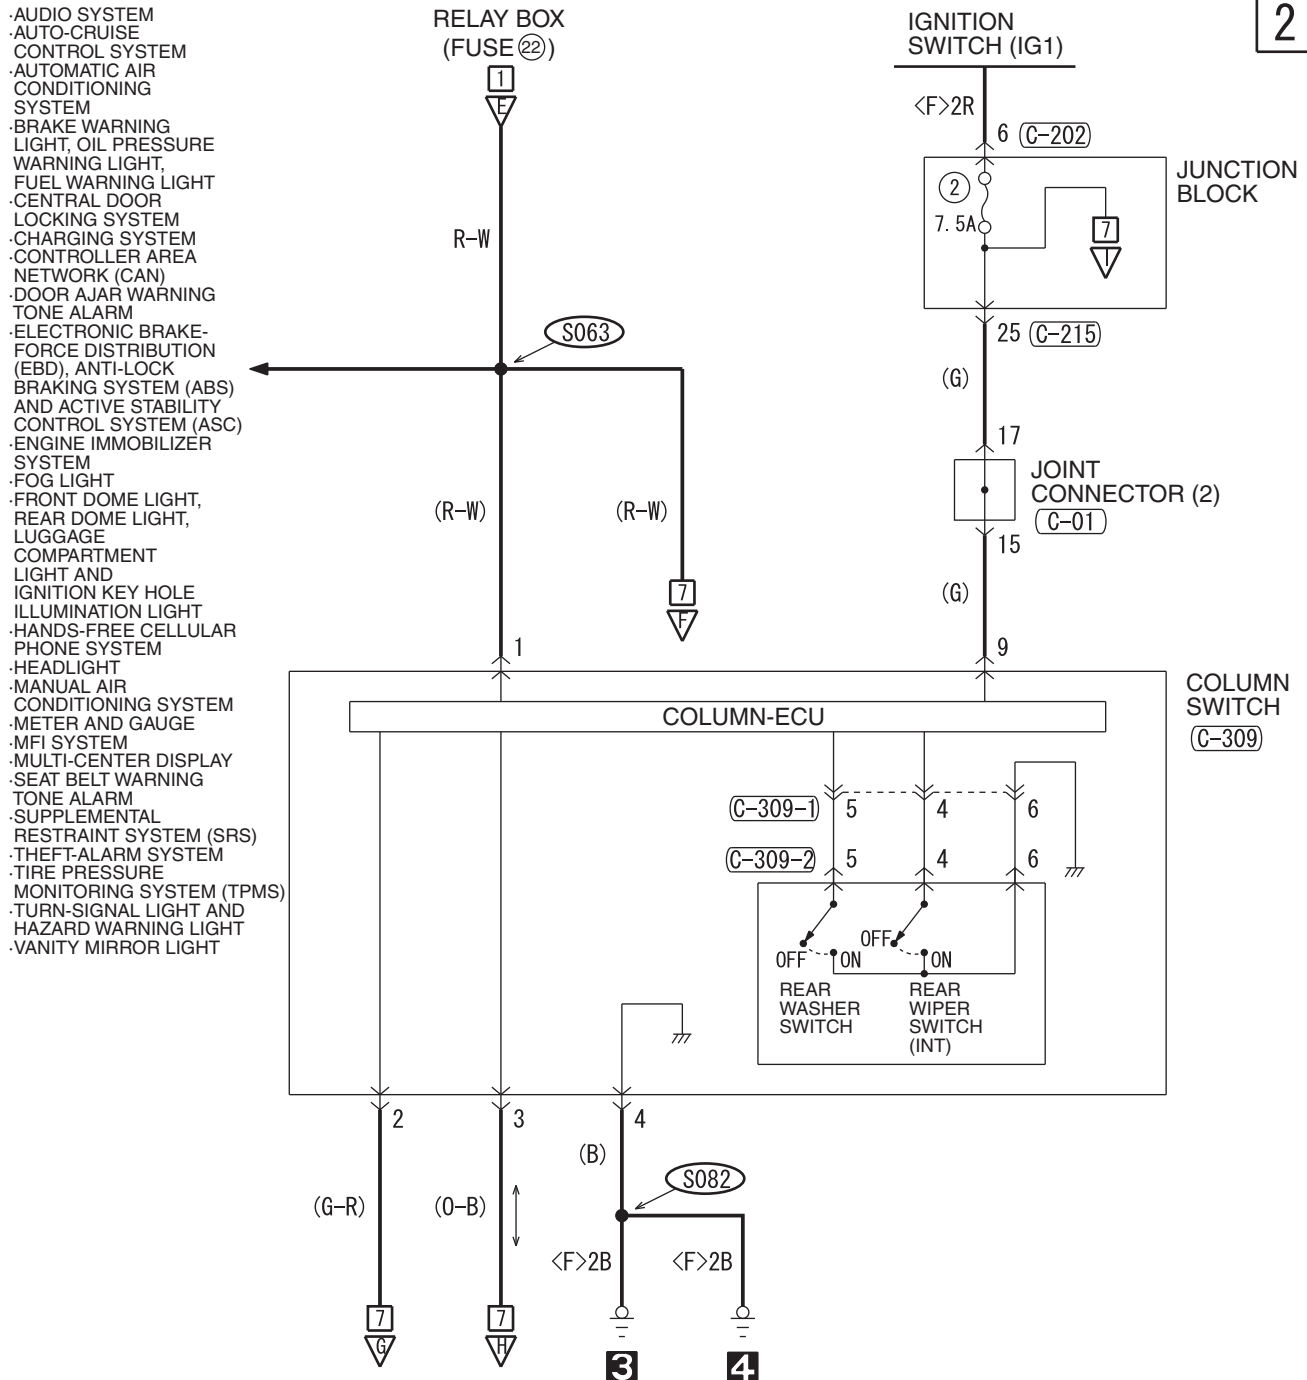 ·AUDIO SYSTEM
·AUTO-CRUISE
CONTROL SYSTEM
·AUTOMATIC AIR
CONDITIONING
SYSTEM
·BRAKE WARNING
LIGHT, OIL PRESSURE
WARNING LIGHT,
FUEL WARNING LIGHT
·CENTRAL DOOR
LOCKING SYSTEM
·CHARGING SYSTEM
·CONTROLLER AREA
NETWORK (CAN)
·DOOR AJAR WARNING
TONE ALARM
·ELECTRONIC BRAKE-
FORCE DISTRIBUTION
(EBD), ANTI-LOCK
BRAKING SYSTEM (ABS)
AND ACTIVE STABILITY
CONTROL SYSTEM (ASC)
·ENGINE IMMOBILIZER
SYSTEM
·FOG LIGHT
·FRONT DOME LIGHT,
REAR DOME LIGHT,
LUGGAGE
COMPARTMENT
LIGHT AND
IGNITION KEY HOLE
ILLUMINATION LIGHT
·HANDS-FREE CELLULAR
PHONE SYSTEM
·HEADLIGHT
·MANUAL AIR
CONDITIONING SYSTEM
·METER AND GAUGE
·MFI SYSTEM
·MULTI-CENTER DISPLAY
·SEAT BELT WARNING
TONE ALARM
·SUPPLEMENTAL
RESTRAINT SYSTEM (SRS)
·THEFT-ALARM SYSTEM
·TIRE PRESSURE
MONITORING SYSTEM (TPMS)
·TURN-SIGNAL LIGHT AND
HAZARD WARNING LIGHT
·VANITY MIRROR LIGHT
RELAY BOX
(FUSE 22)
1
E
R-W
S063
(R-W)
(R-W)
7
F
1
2
IGNITION
SWITCH (IG1)
<F>2R
6 (C-202)
JUNCTION
BLOCK
2
7.5A
7
I
25 (C-215)
(G)
17
JOINT
CONNECTOR (2)
(C-01)
15
(G)
9
COLUMN
SWITCH
(C-309)
COLUMN-ECU
(C-309-1) 5 4 6
(C-309-2) 5 4 6
OFF ON
OFF ON
REAR
WASHER
SWITCH
REAR
WIPER
SWITCH
(INT)
2 3 4
(B)
S082
(G-R) (O-B)
<F>2B <F>2B
7 7
G H
3 4